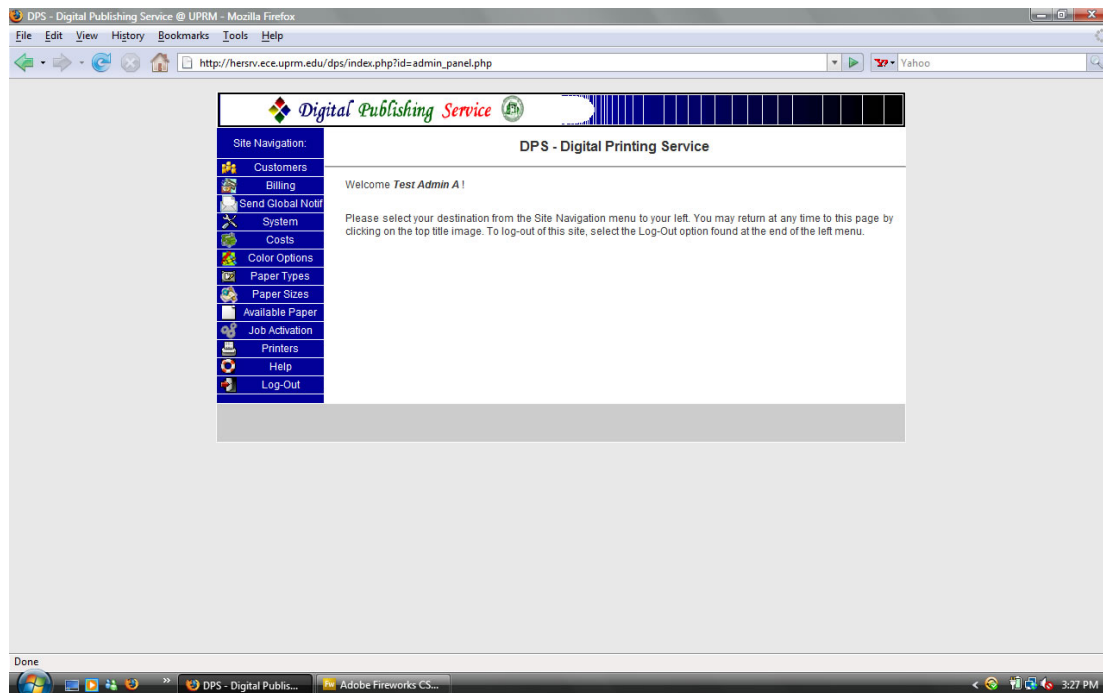 DPS - Digital Publishing Service @ UPRM - Mozilla Firefox
File Edit View History Bookmarks Tools Help
http://hersrv.ece.uprm.edu/dps/index.php?id=admin_panel.php
Yahoo
Digital Publishing Service
Site Navigation:
DPS - Digital Printing Service
Customers
Billing
Welcome Test Admin A !
Send Global Notif
System
Please select your destination from the Site Navigation menu to your left. You may return at any time to this page by
clicking on the top title image. To log-out of this site, select the Log-Out option found at the end of the left menu.
Costs
Color Options
Paper Types
Paper Sizes
Available Paper
Job Activation
Printers
Help
Log-Out
Done
DPS - Digital Publis...
Fw Adobe Fireworks CS...
3:27 PM